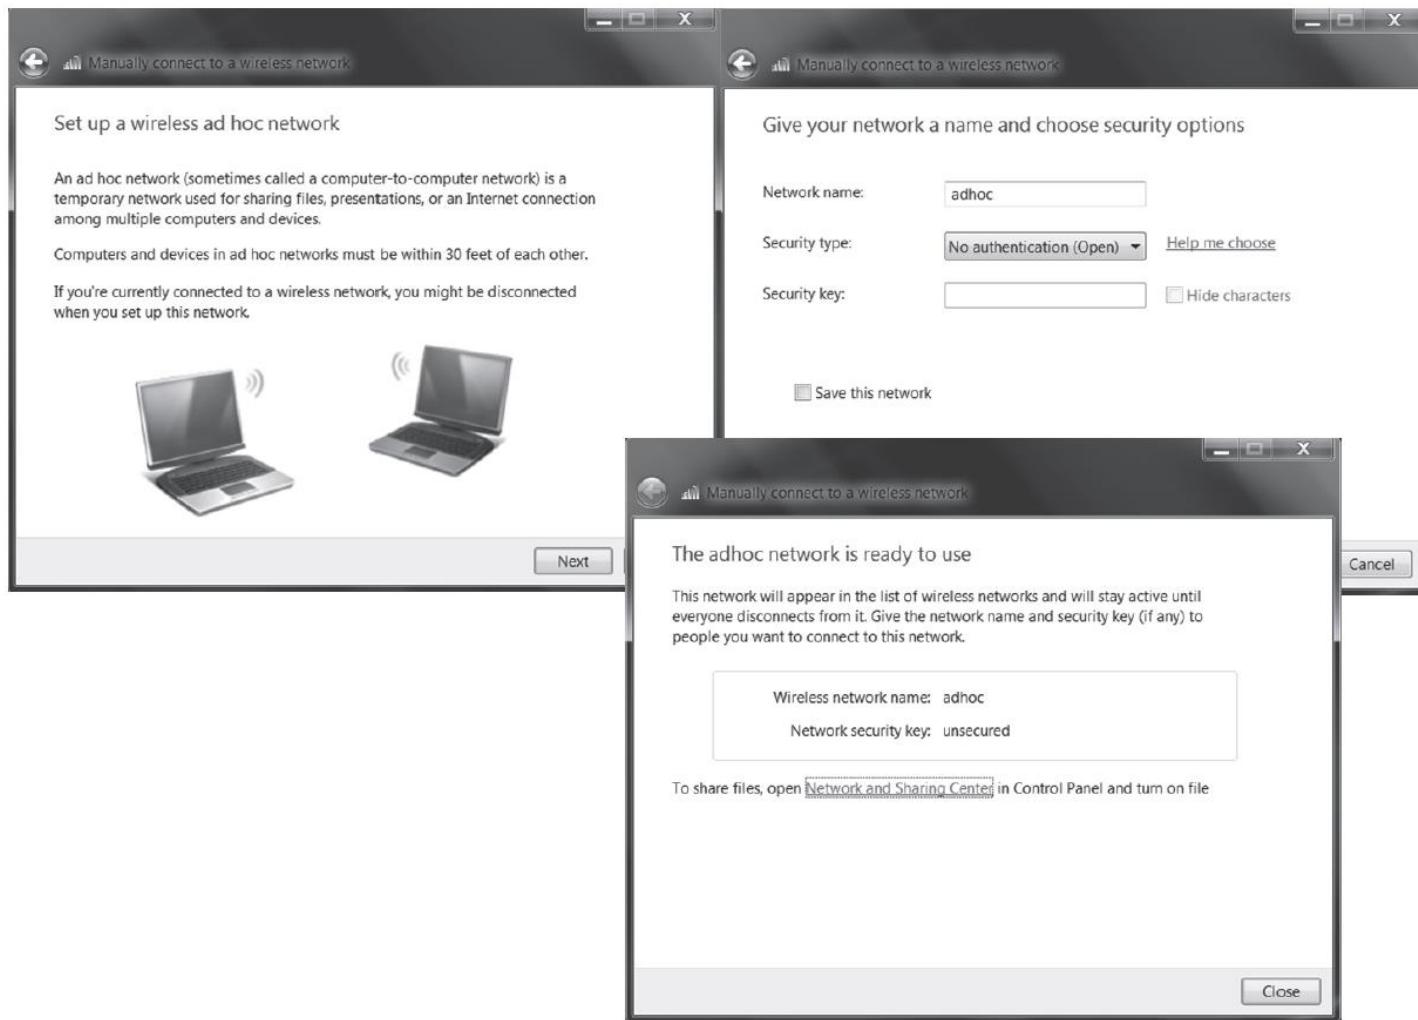 Manually connect to a wireless network
Set up a wireless ad hoc network
An ad hoc network (sometimes called a computer-to-computer network) is a
temporary network used for sharing files, presentations, or an Internet connection
among multiple computers and devices.
Computers and devices in ad hoc networks must be within 30 feet of each other.
If you're currently connected to a wireless network, you might be disconnected
when you set up this network.
Next
Manually connect to a wireless network
Give your network a name and choose security options
Network name: adhoc
Security type: No authentication (Open) Help me choose
Security key: Hide characters
Save this network
Cancel
Manually connect to a wireless network
The adhoc network is ready to use
This network will appear in the list of wireless networks and will stay active until
everyone disconnects from it. Give the network name and security key (if any) to
people you want to connect to this network.
Wireless network name: adhoc
Network security key: unsecured
To share files, open Network and Sharing Center in Control Panel and turn on file
Close